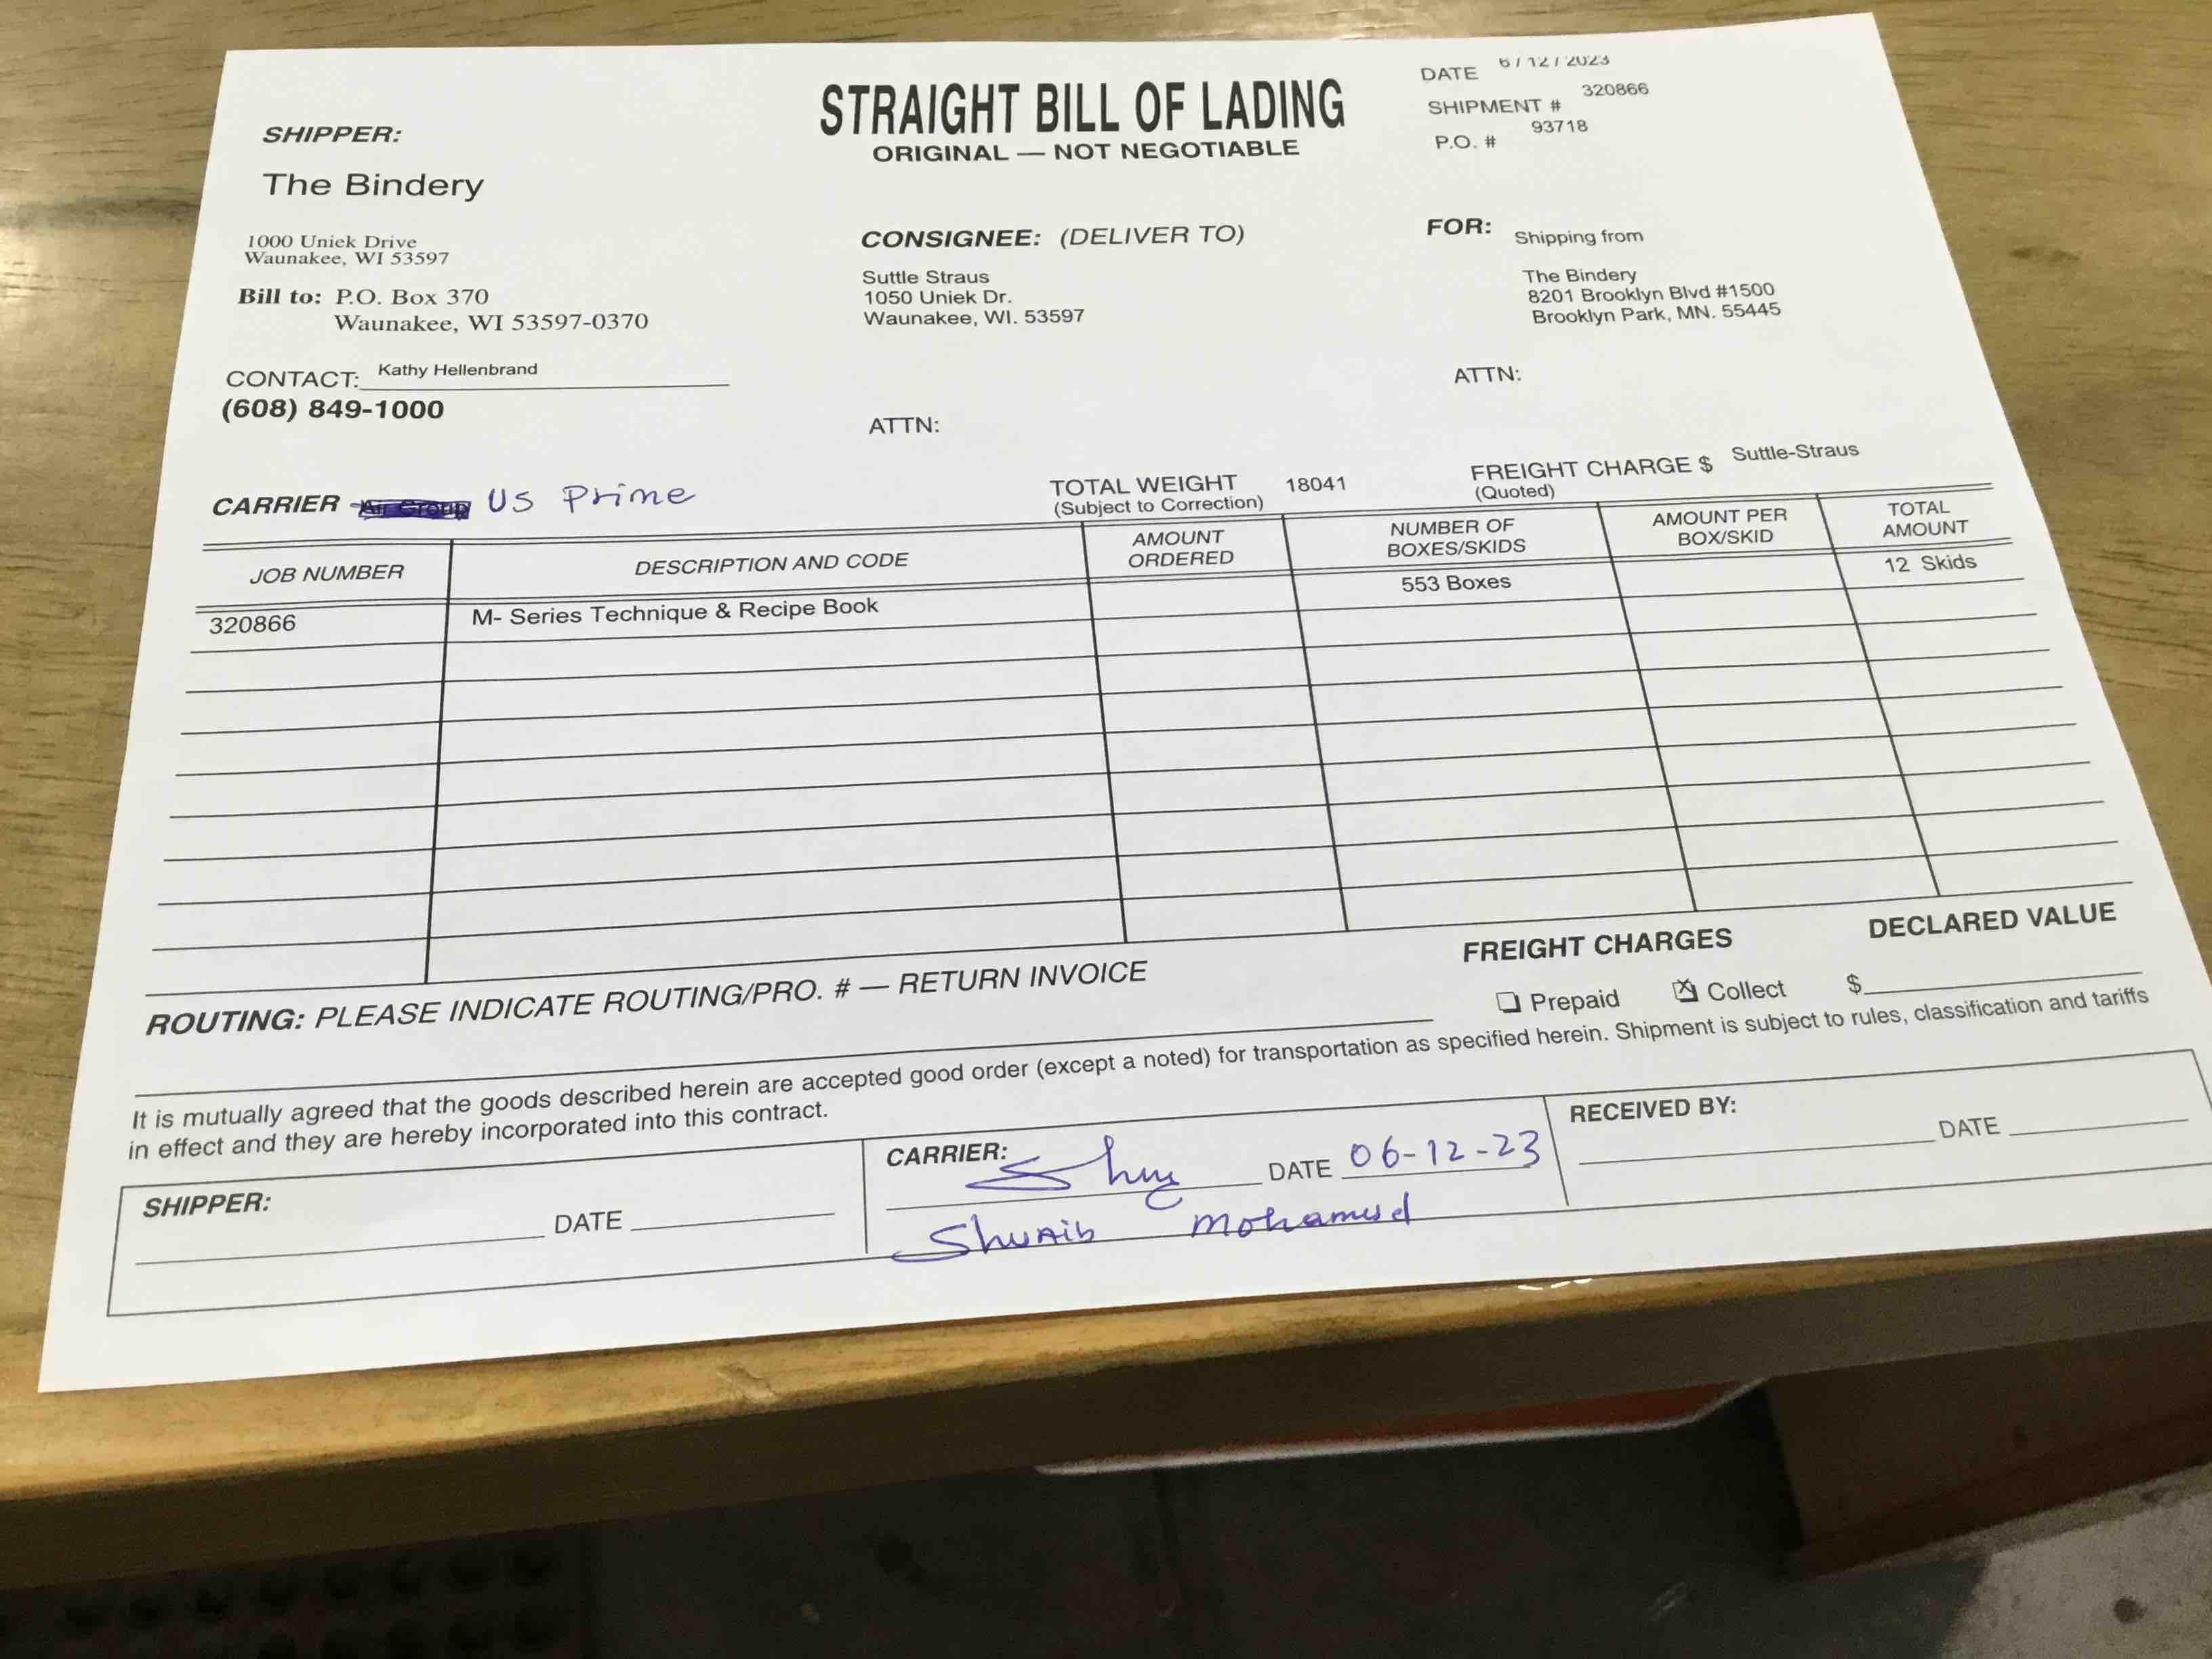 STRAIGHT BILL OF LADING
ORIGINAL — NOT NEGOTIABLE
DATE 6/12/2023
SHIPMENT # 320866
P.O. # 93718
SHIPPER:
The Bindery
1000 Uniek Drive
Waunakee, WI 53597
Bill to: P.O. Box 370
Waunakee, WI 53597-0370
CONTACT: Kathy Hellenbrand
(608) 849-1000
CONSIGNEE: (DELIVER TO)
Suttle Straus
1050 Uniek Dr.
Waunakee, WI. 53597
ATTN:
FOR: Shipping from
The Bindery
8201 Brooklyn Blvd #1500
Brooklyn Park, MN. 55445
ATTN:
CARRIER Air Group US Prime
TOTAL WEIGHT 18041
(Subject to Correction)
FREIGHT CHARGE $ Suttle-Straus
(Quoted)
JOB NUMBER
DESCRIPTION AND CODE
AMOUNT
ORDERED
NUMBER OF
BOXES/SKIDS
AMOUNT PER
BOX/SKID
TOTAL
AMOUNT
320866 M- Series Technique & Recipe Book 553 Boxes 12 Skids
ROUTING: PLEASE INDICATE ROUTING/PRO. # — RETURN INVOICE
FREIGHT CHARGES
Prepaid Collect
DECLARED VALUE
$
It is mutually agreed that the goods described herein are accepted good order (except a noted) for transportation as specified herein. Shipment is subject to rules, classification and tariffs
in effect and they are hereby incorporated into this contract.
SHIPPER:
DATE
CARRIER:
DATE 06-12-23
Shuaib Mohamed
RECEIVED BY:
DATE